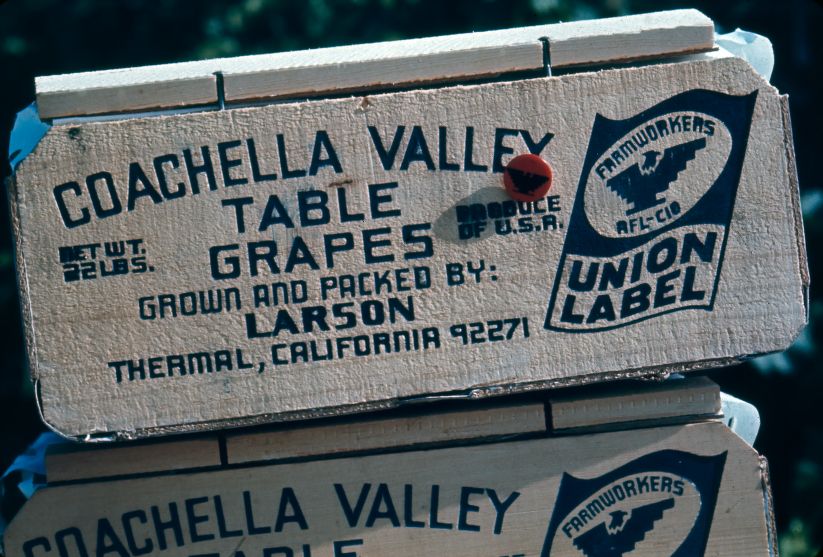 COACHELLA VALLEY
TABLE
GRAPES
NET WT.
22 LBS.
PRODUCE
OF U.S.A.
GROWN AND PACKED BY:
LARSON
THERMAL, CALIFORNIA 92271
FARMWORKERS
AFL-CIO
UNION
LABEL
COACHELLA VALLEY
TABLE
FARMWORKERS